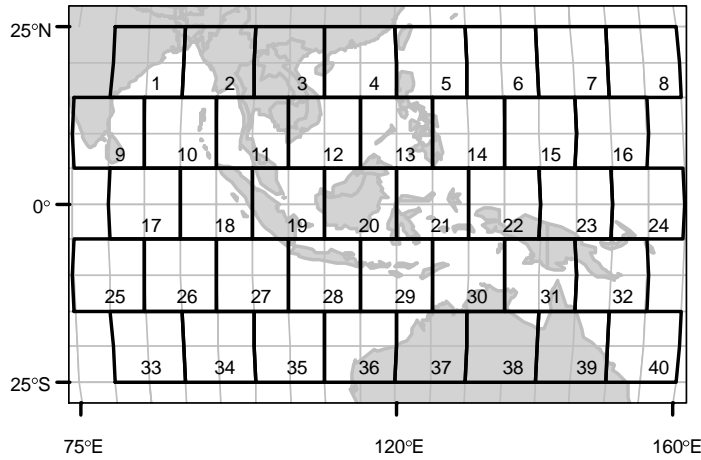 25°N
1 2 3 4 5 6 7 8
9 10 11 12 13 14 15 16
0°
17 18 19 20 21 22 23 24
25 26 27 28 29 30 31 32
33 34 35 36 37 38 39 40
25°S
75°E 120°E 160°E